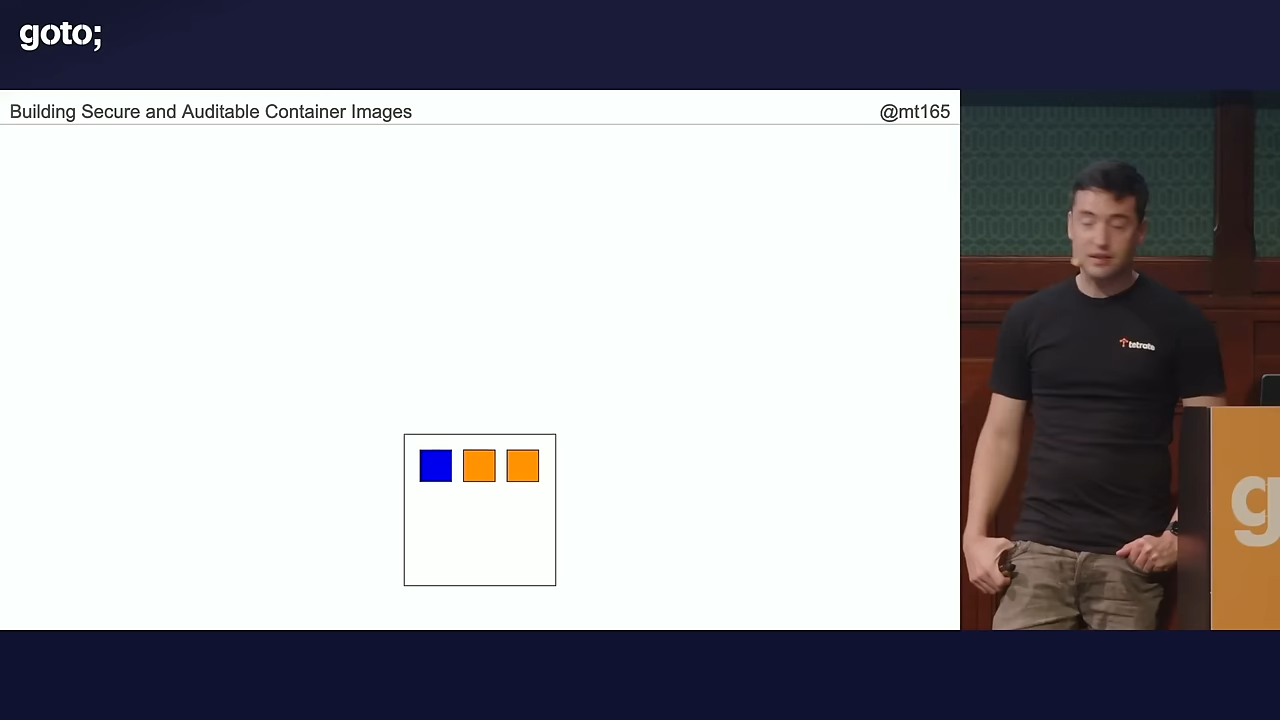 goto;
Building Secure and Auditable Container Images
@mt165
tetrate
g